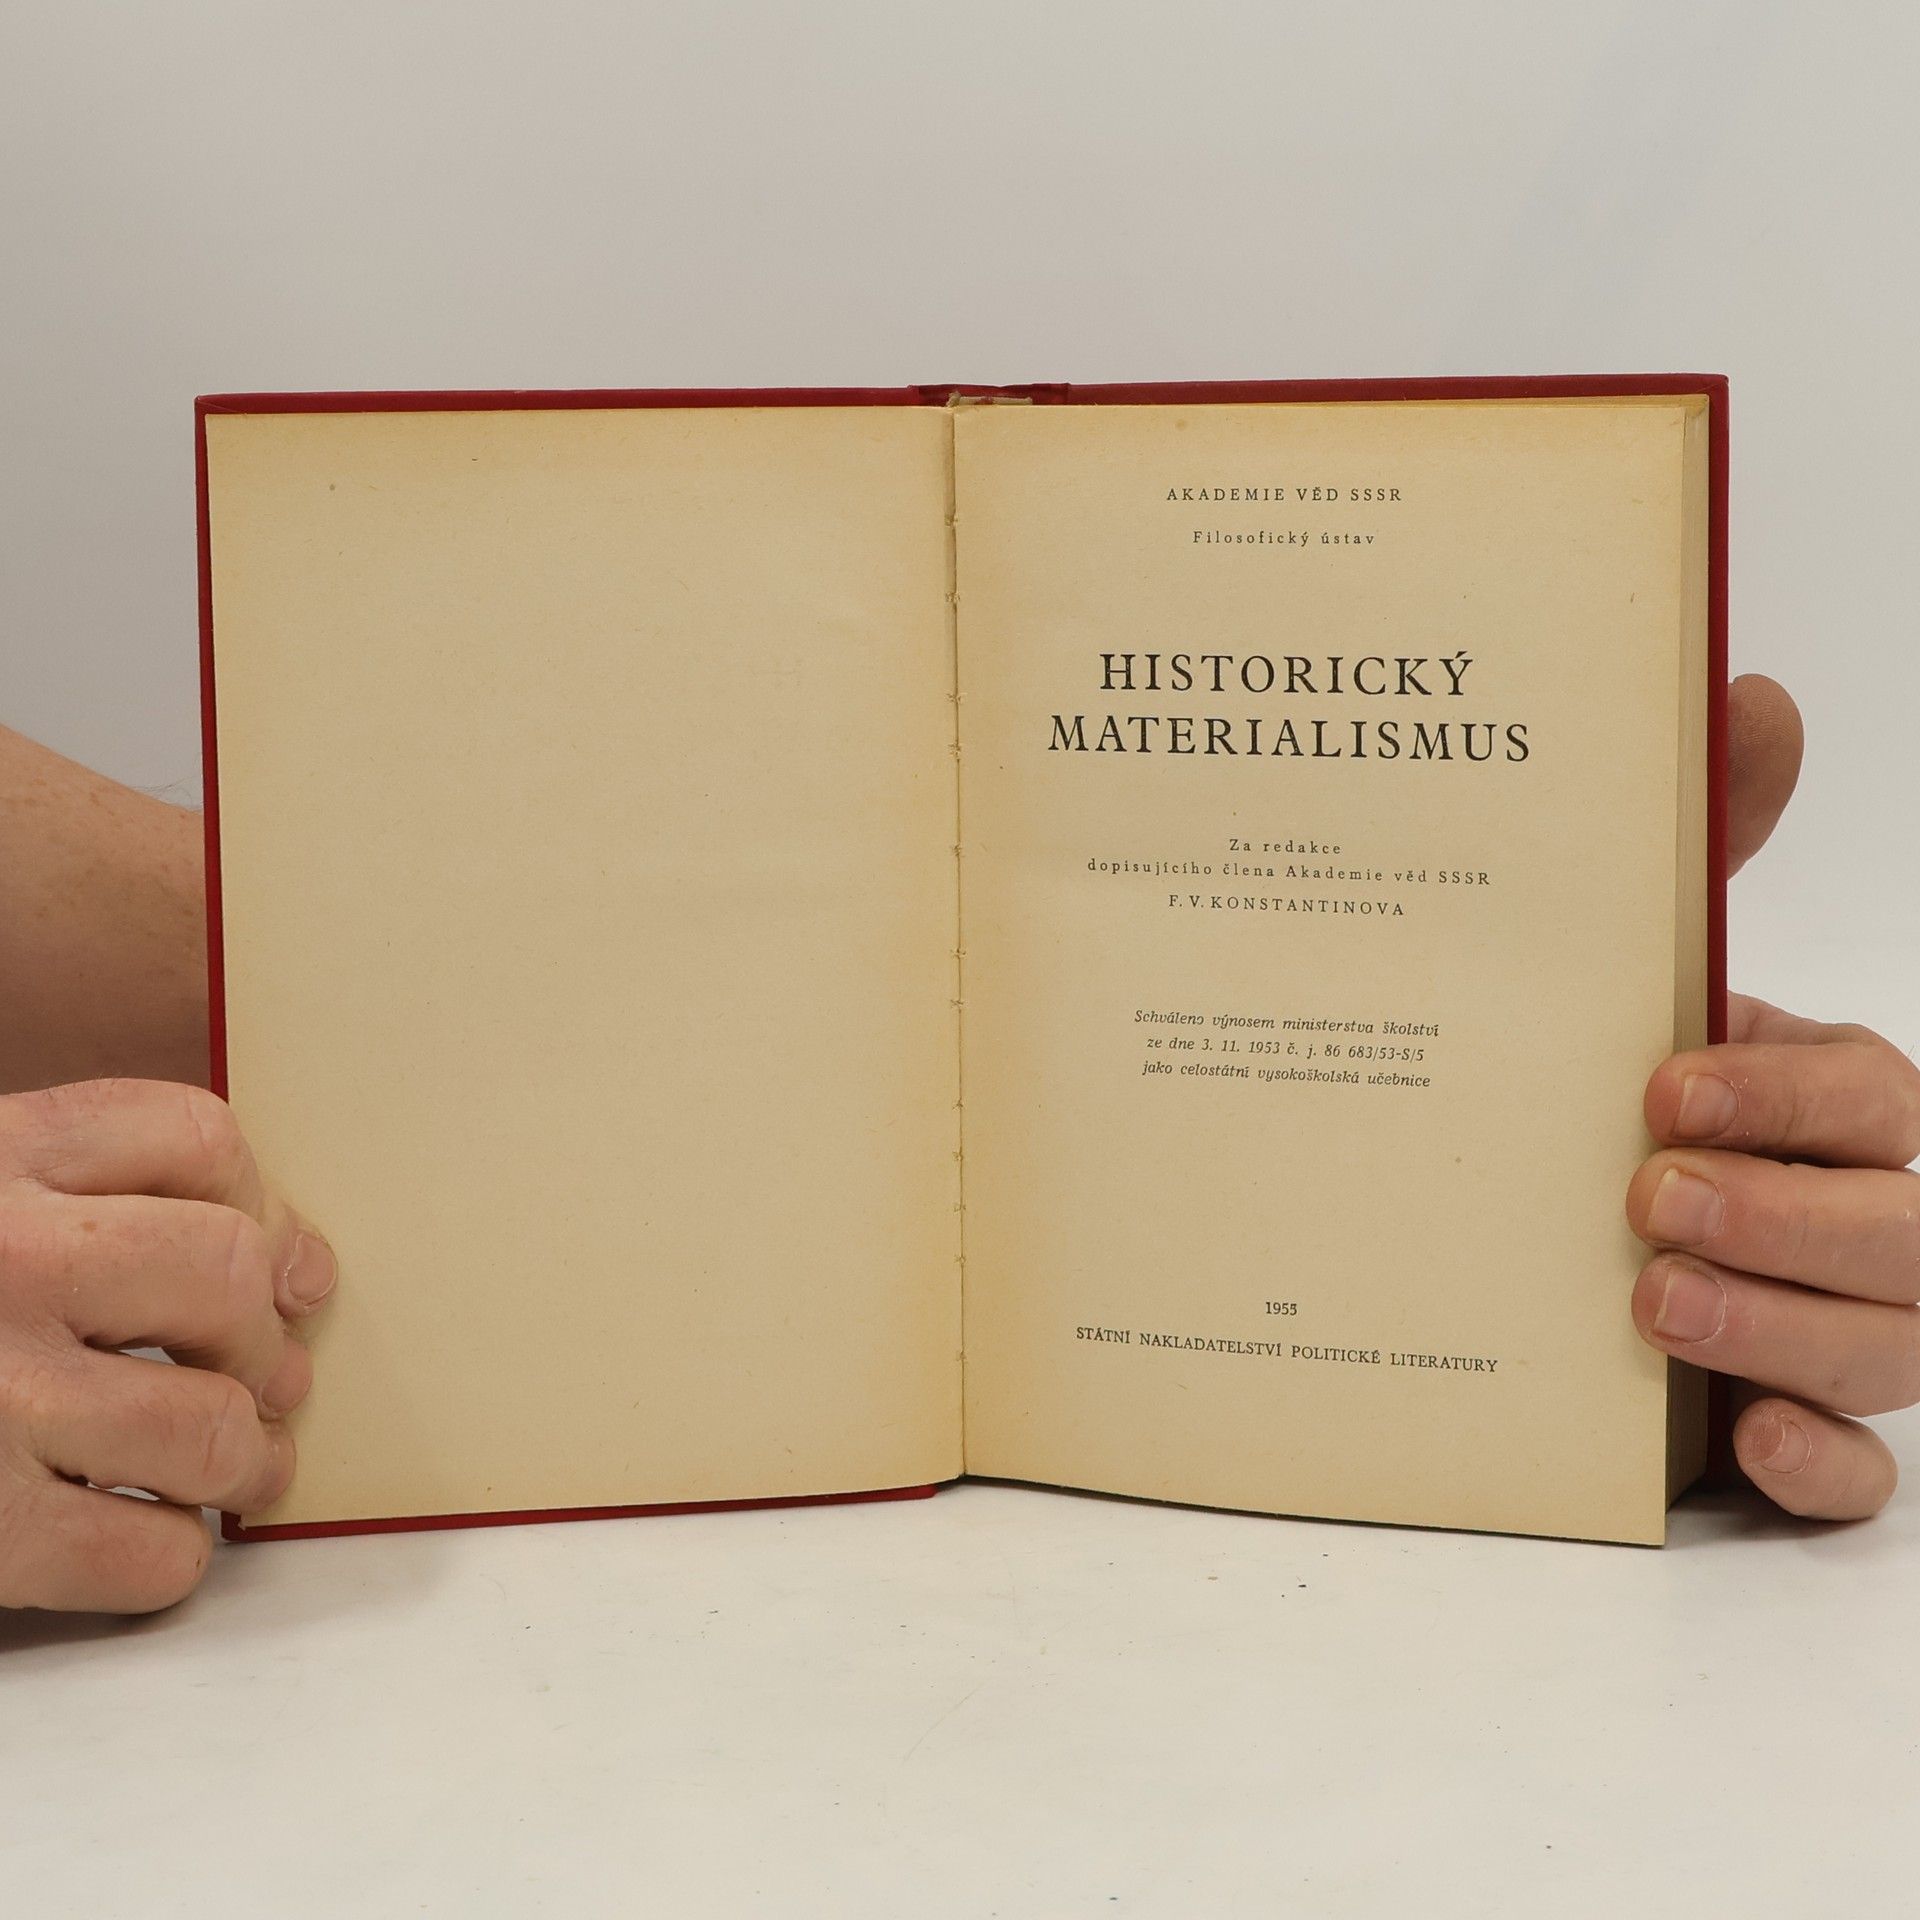 AKADEMIE VĚD SSSR
Filosofický ústav
HISTORICKÝ
MATERIALISMUS
Za redakce
dopisujícího člena Akademie věd SSSR
F. V. KONSTANTINOVA
Schváleno výnosem ministerstva školství
ze dne 3. 11. 1953 č. j. 86 683/53-S/5
jako celostátní vysokoškolská učebnice
1955
STÁTNÍ NAKLADATELSTVÍ POLITICKÉ LITERATURY